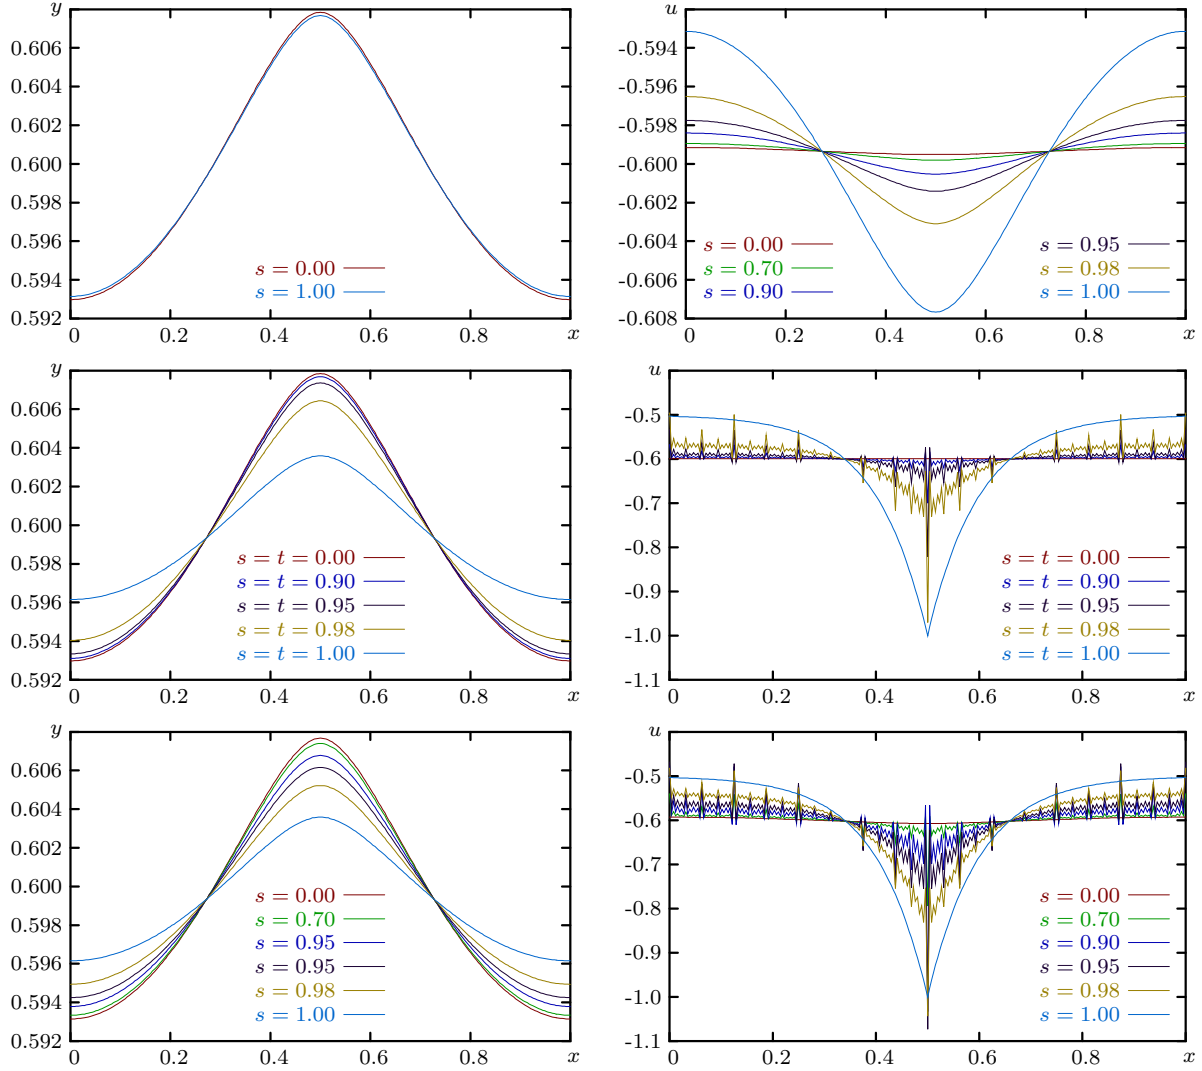 y
0.606
0.604
0.602
0.600
0.598
0.596
0.594
0.592
s = 0.00
s = 1.00
0 0.2 0.4 0.6 0.8 x
u
-0.594
-0.596
-0.598
-0.600
-0.602
-0.604
-0.606
-0.608
s = 0.00
s = 0.70
s = 0.90
s = 0.95
s = 0.98
s = 1.00
0 0.2 0.4 0.6 0.8 x
y
0.606
0.604
0.602
0.600
0.598
0.596
0.594
0.592
s = t = 0.00
s = t = 0.90
s = t = 0.95
s = t = 0.98
s = t = 1.00
0 0.2 0.4 0.6 0.8 x
u
-0.5
-0.6
-0.7
-0.8
-0.9
-1.0
-1.1
s = t = 0.00
s = t = 0.90
s = t = 0.95
s = t = 0.98
s = t = 1.00
0 0.2 0.4 0.6 0.8 x
y
0.606
0.604
0.602
0.600
0.598
0.596
0.594
0.592
s = 0.00
s = 0.70
s = 0.95
s = 0.95
s = 0.98
s = 1.00
0 0.2 0.4 0.6 0.8 x
u
-0.5
-0.6
-0.7
-0.8
-0.9
-1.0
-1.1
s = 0.00
s = 0.70
s = 0.90
s = 0.95
s = 0.98
s = 1.00
0 0.2 0.4 0.6 0.8 x